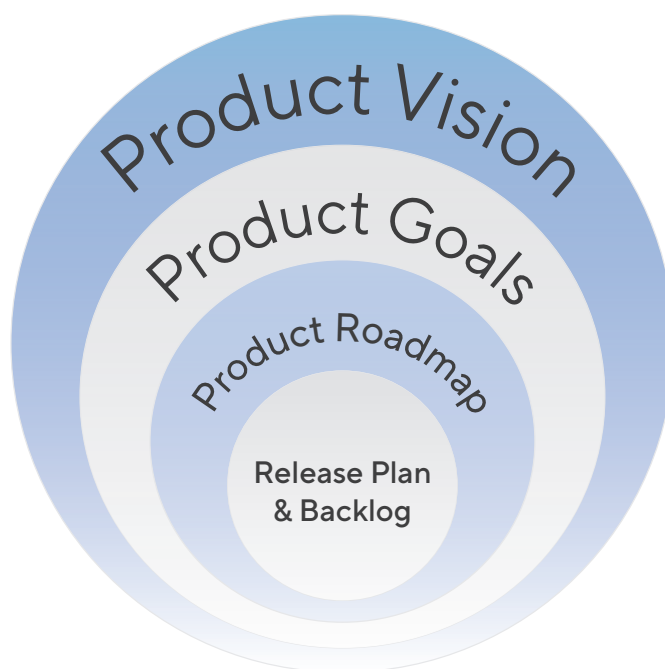 Product Vision
Product Goals
Product Roadmap
Release Plan
& Backlog